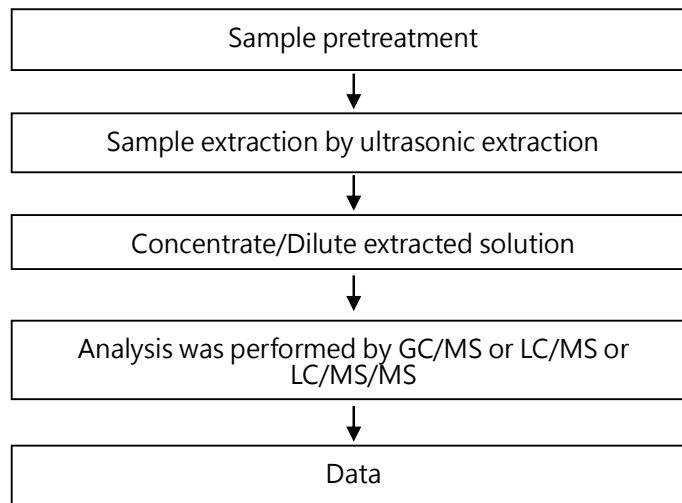 Sample pretreatment
Sample extraction by ultrasonic extraction
Concentrate/Dilute extracted solution
Analysis was performed by GC/MS or LC/MS or
LC/MS/MS
Data